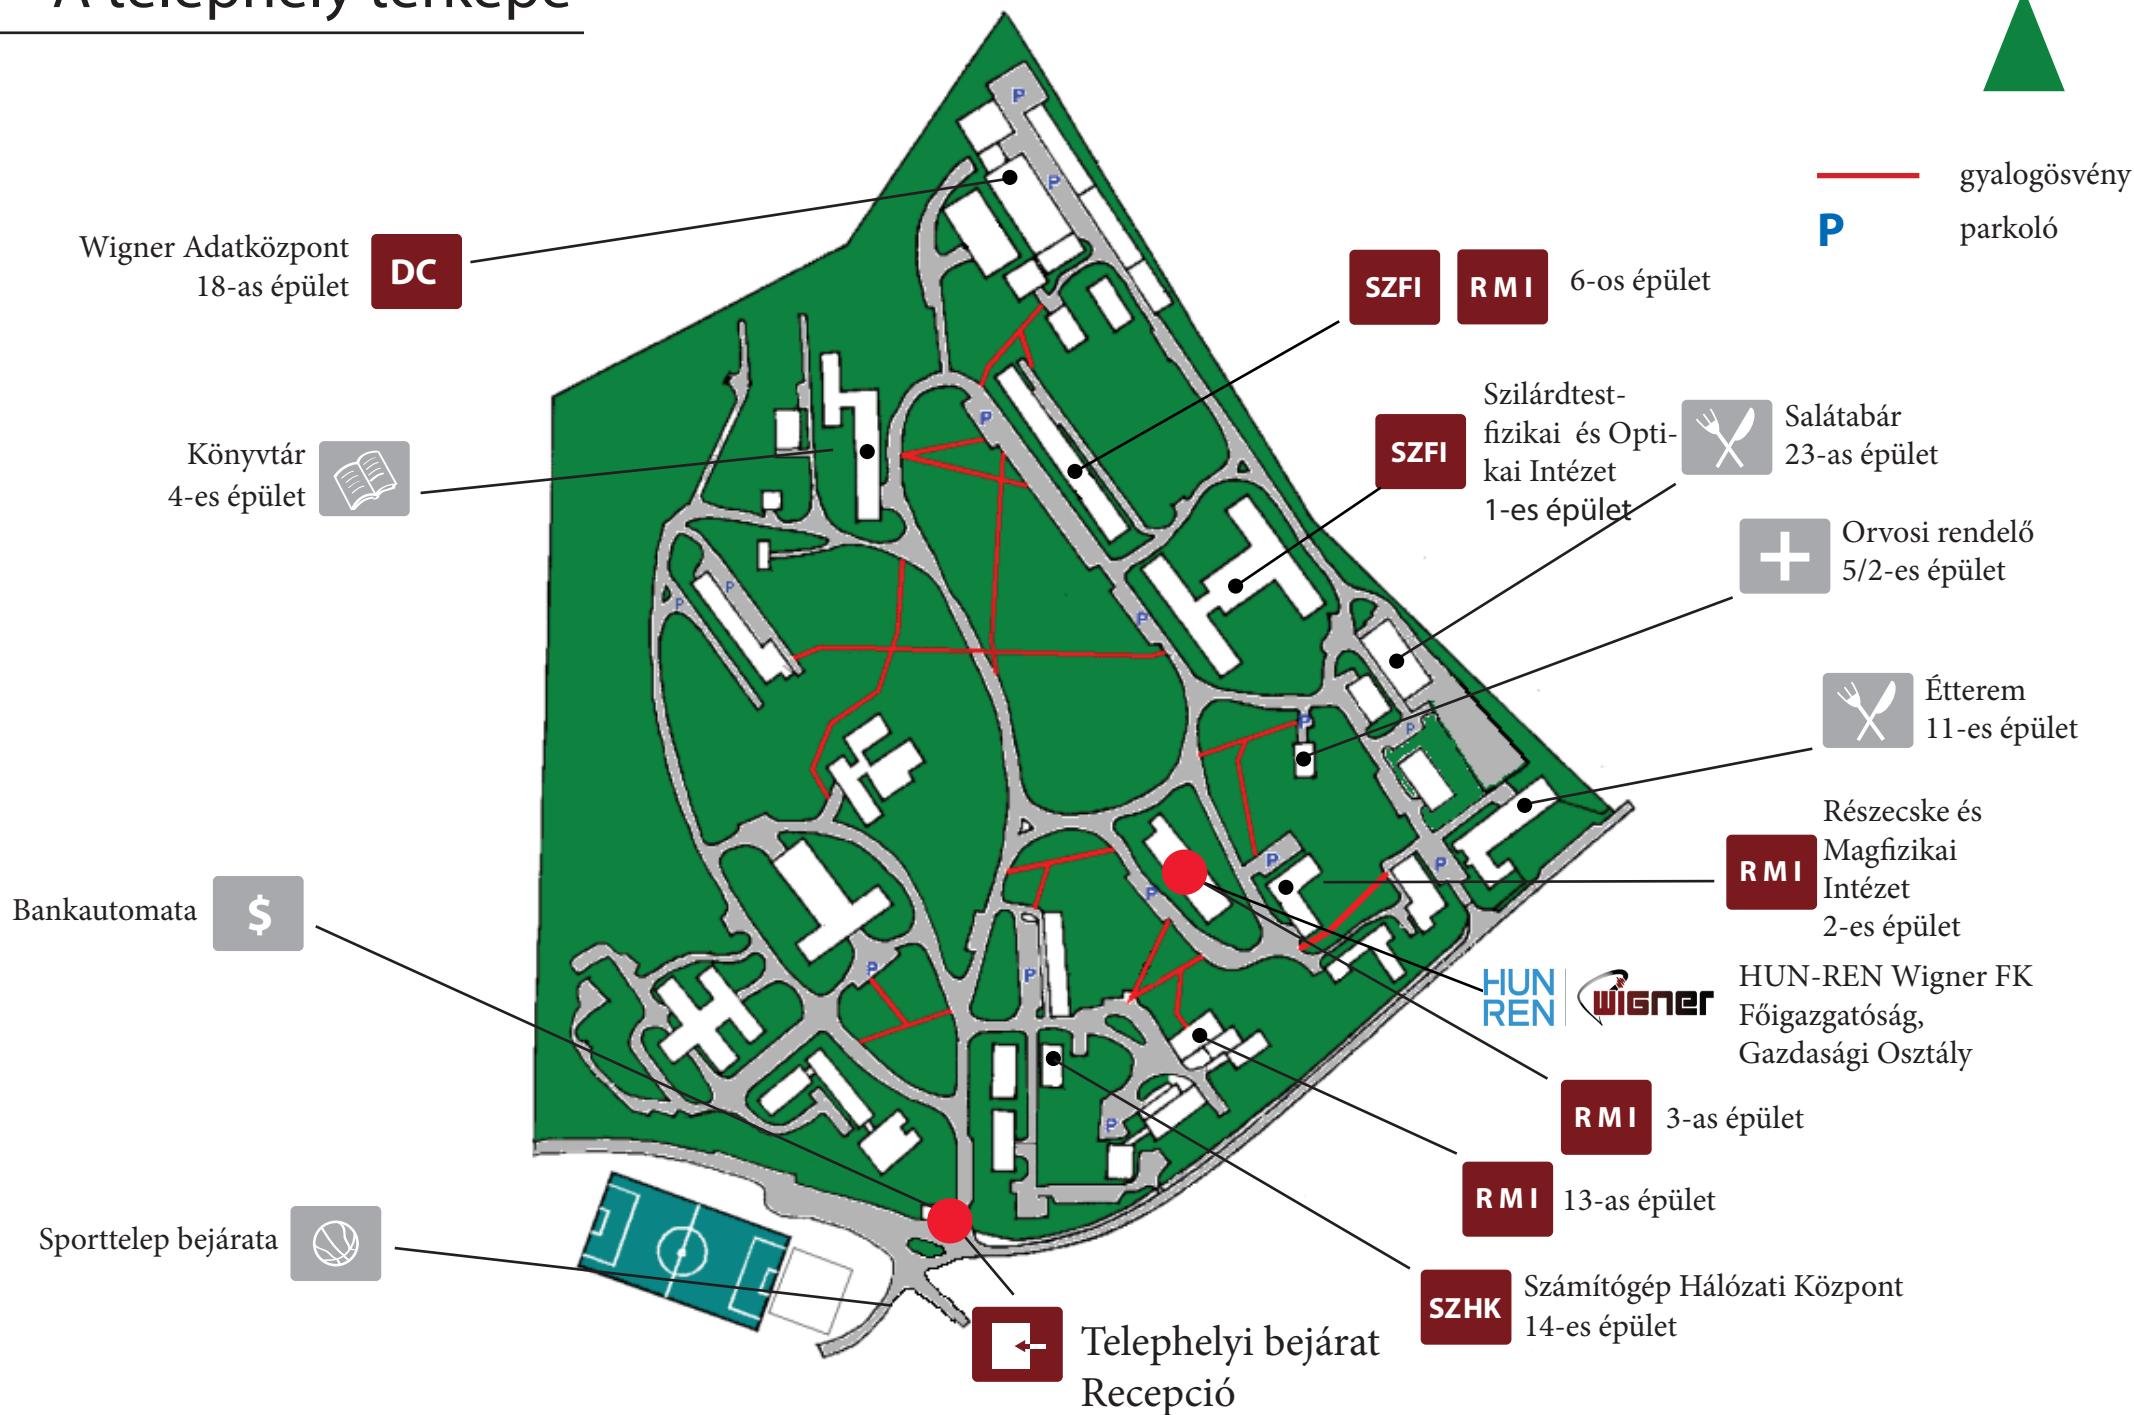 A telephely térképe
gyalogösvény
P
parkoló
Wigner Adatközpont
18-as épület
DC
SZFI
RMI
6-os épület
Könyvtár
4-es épület
SZFI
Szilárdtest-
fizikai és Opti-
kai Intézet
1-es épület
Salátabár
23-as épület
Orvosi rendelő
5/2-es épület
Étterem
11-es épület
RMI
Részecske és
Magfizikai
Intézet
2-es épület
Bankautomata
$
HUN
REN
wigner
HUN-REN Wigner FK
Főigazgatóság,
Gazdasági Osztály
RMI
3-as épület
RMI
13-as épület
Sporttelep bejárata
SZHK
Számítógép Hálózati Központ
14-es épület
Telephelyi bejárat
Recepció
P
P
P
P
P
P
P
P
P
P
P
P
P
P